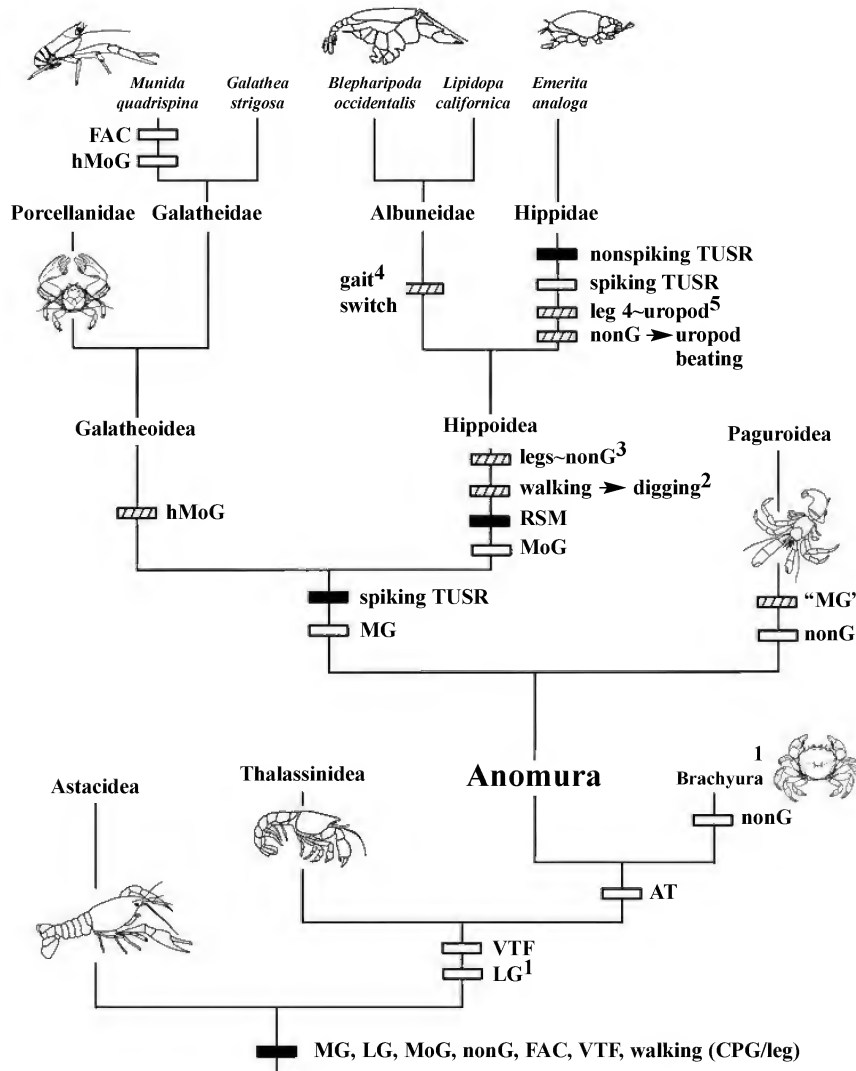 Munida Galathea Blepharipoda Lipidopa Emerita
quadrispina strigosa occidentalis californica analoga
FAC
hMoG
Porcellanidae Galatheidae Albuneidae Hippidae
nonspiking TUSR
gait4 spiking TUSR
switch leg 4~uropod5
nonG uropod
beating
Galatheoidea Hippoidea Paguroidea
legs~nonG3
walking digging2
hMoG RSM
MoG
spiking TUSR "MG"
MG nonG
1
Astacidea Thalassinidea Anomura Brachyura
nonG
AT
VTF
LG1
MG, LG, MoG, nonG, FAC, VTF, walking (CPG/leg)